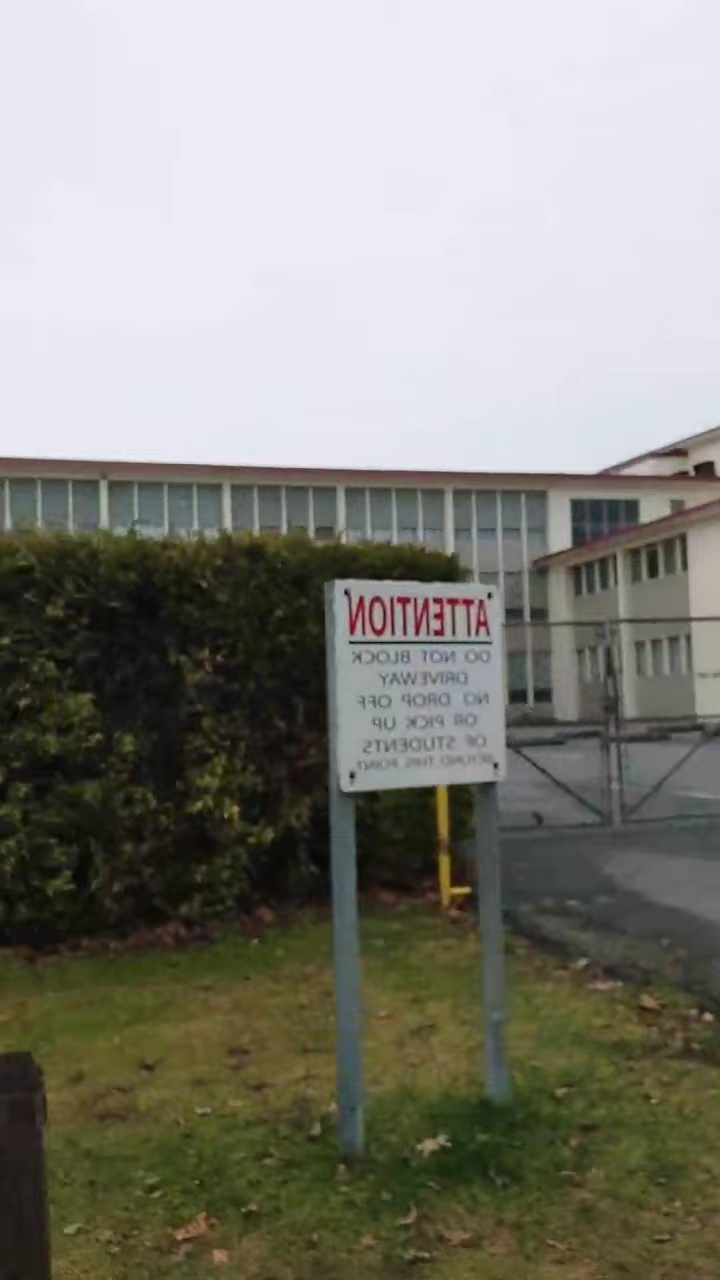 ATTENTION
DO NOT BLOCK
DRIVEWAY
NO DROP OFF
OR PICK UP
OF STUDENTS
BEYOND THIS POINT